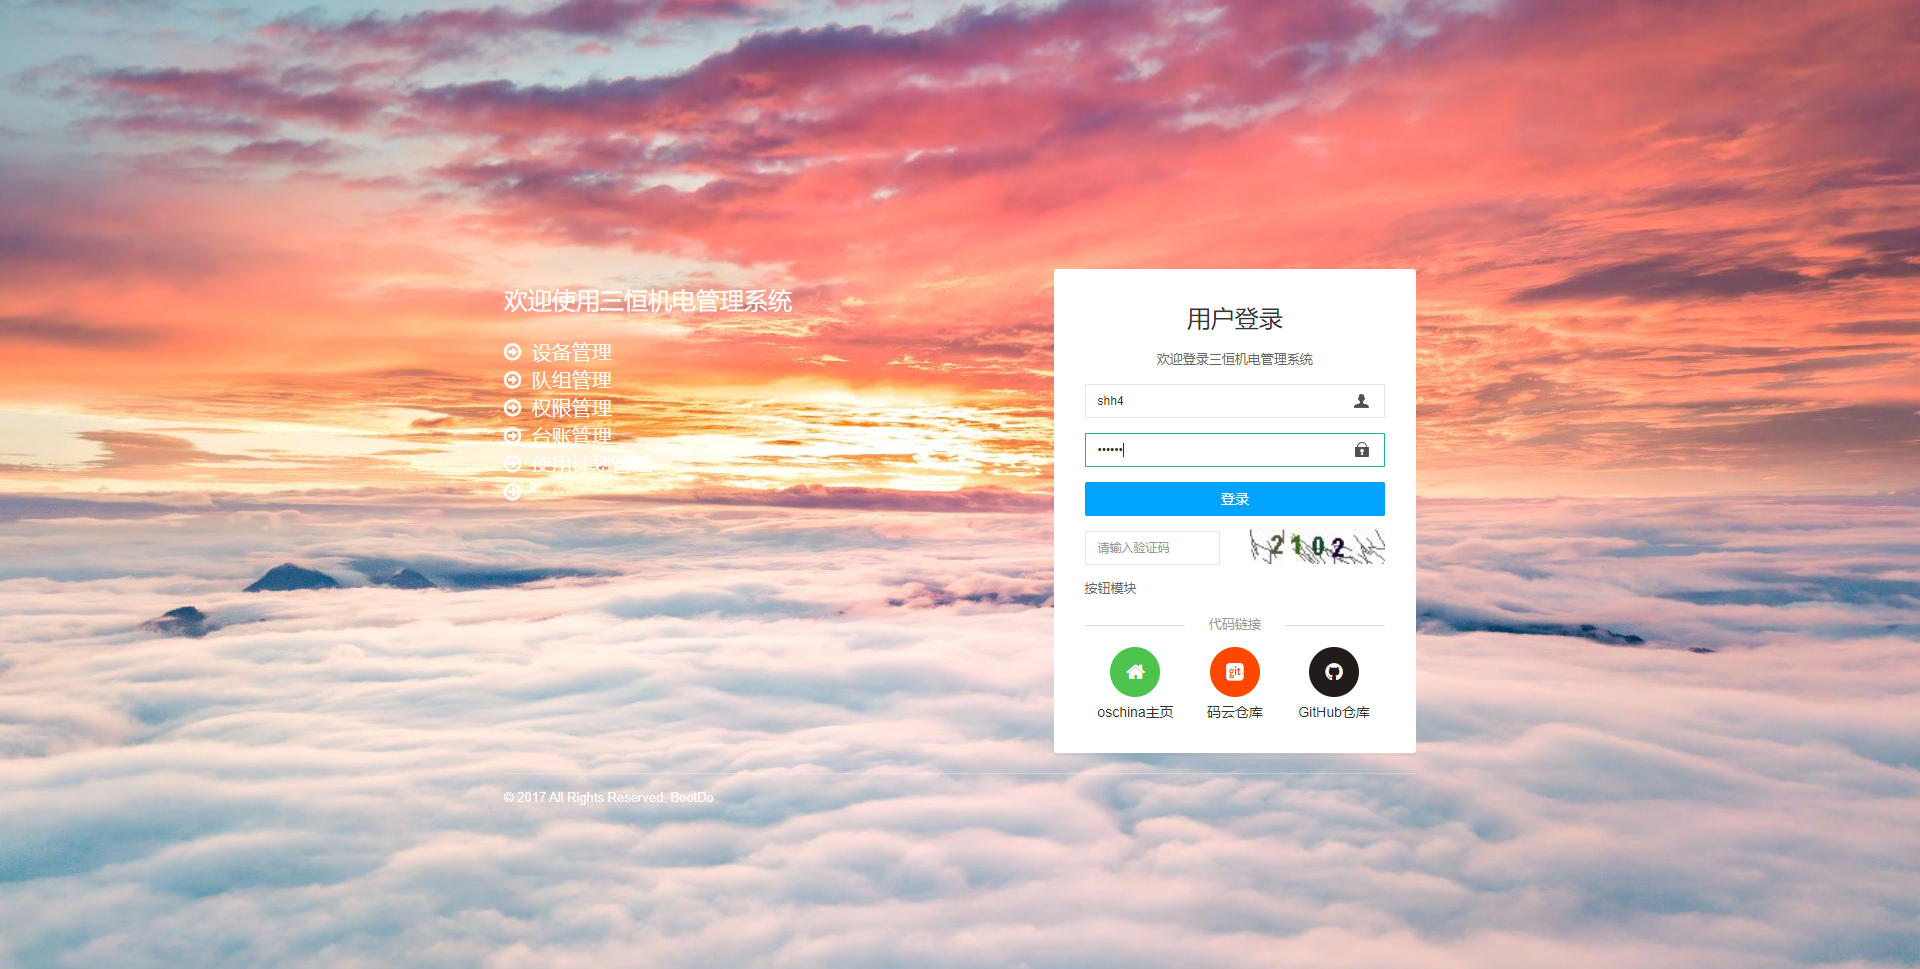 欢迎使用三恒机电管理系统
设备管理
队组管理
权限管理
台账管理
使用计划管理
用户登录
欢迎登录三恒机电管理系统
shh4
••••••
登录
请输入验证码
2102
按钮模块
代码链接
git
oschina主页
码云仓库
GitHub仓库
© 2017 All Rights Reserved. BootDo